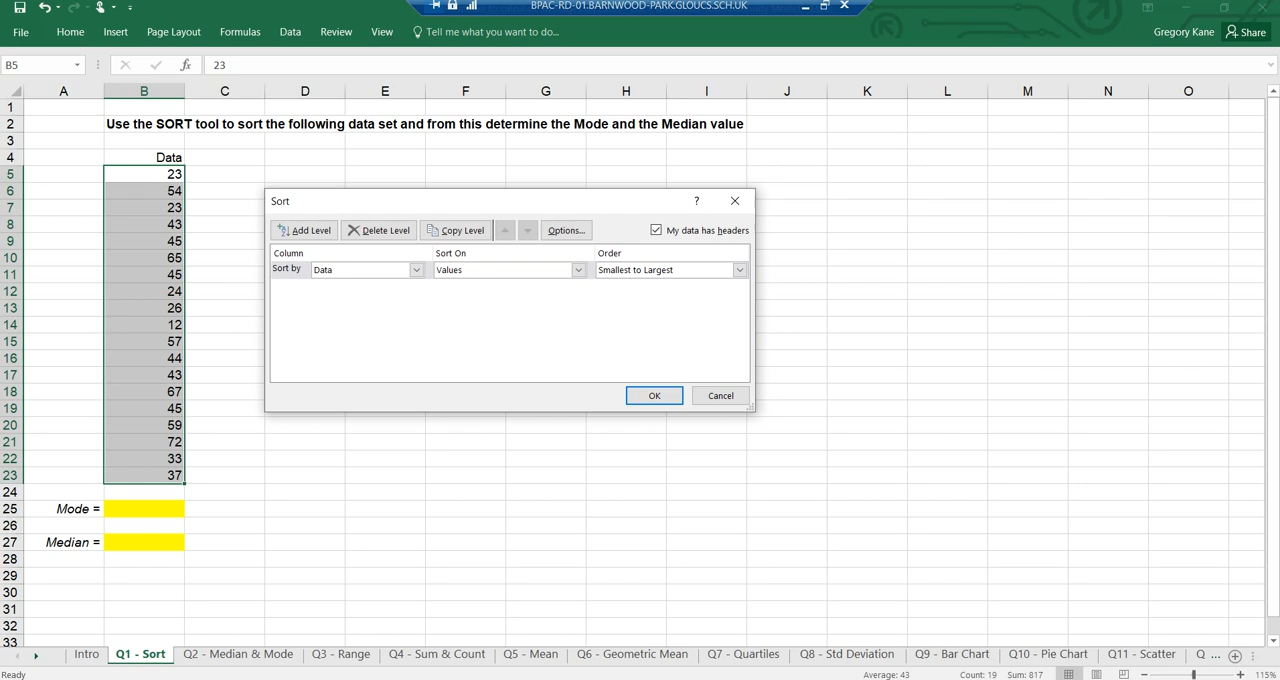 BPAC-RD-01.BARNWOOD-PARK.GLOUCS.SCH.UK
File Home Insert Page Layout Formulas Data Review View Tell me what you want to do... Gregory Kane Share
B5 fx 23
A B C D E F G H I J K L M N O
1
2 Use the SORT tool to sort the following data set and from this determine the Mode and the Median value
3
4 Data
5 23
6 54
7 23
8 43
9 45
10 65
11 45
12 24
13 26
14 12
15 57
16 44
17 43
18 67
19 45
20 59
21 72
22 33
23 37
24
25 Mode =
26
27 Median =
28
29
30
31
32
33
Sort ?
Add Level Delete Level Copy Level Options... My data has headers
Column Sort On Order
Sort by Data Values Smallest to Largest
OK Cancel
Intro Q1 - Sort Q2 - Median & Mode Q3 - Range Q4 - Sum & Count Q5 - Mean Q6 - Geometric Mean Q7 - Quartiles Q8 - Std Deviation Q9 - Bar Chart Q10 - Pie Chart Q11 - Scatter Q ...
Ready Average: 43 Count: 19 Sum: 817 115%